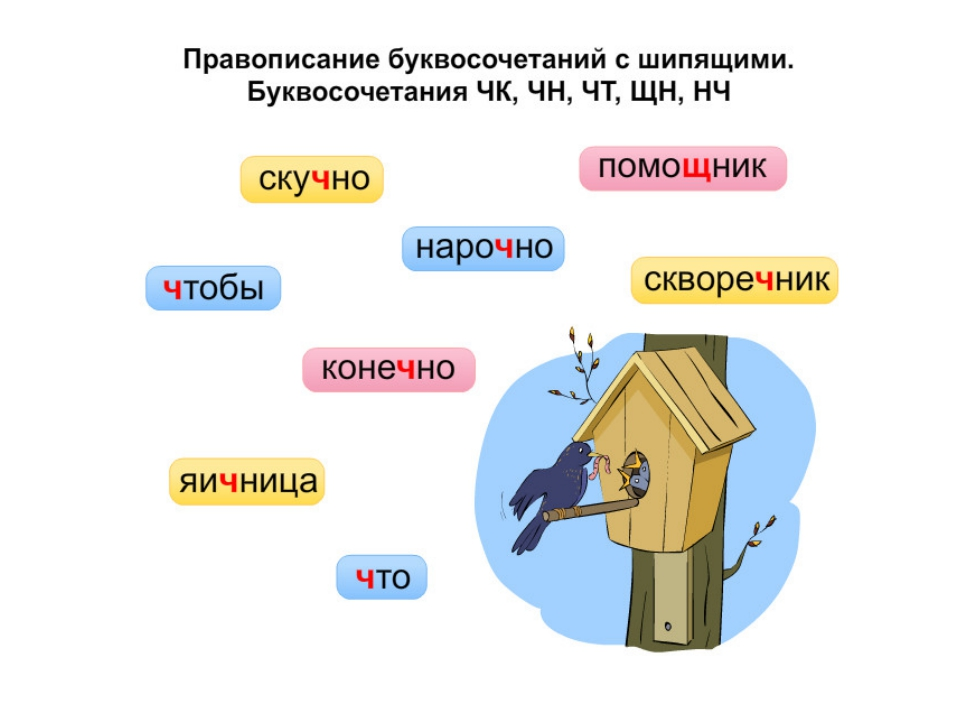 Правописание буквосочетаний с шипящими.
Буквосочетания ЧК, ЧН, ЧТ, ЩН, НЧ
скучно
помощник
нарочно
чтобы
скворечник
конечно
яичница
что